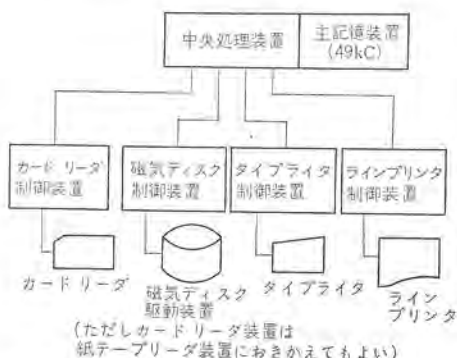 中央処理装置
主記憶装置
(49kC)
カード リーダ
制御装置
磁気ディスク
制御装置
タイプライタ
制御装置
ラインプリンタ
制御装置
カード リーダ
磁気ディスク
駆動装置
タイプライタ
ライン
プリンタ
(ただしカード リーダ装置は
紙テープリーダ装置におきかえてもよい)